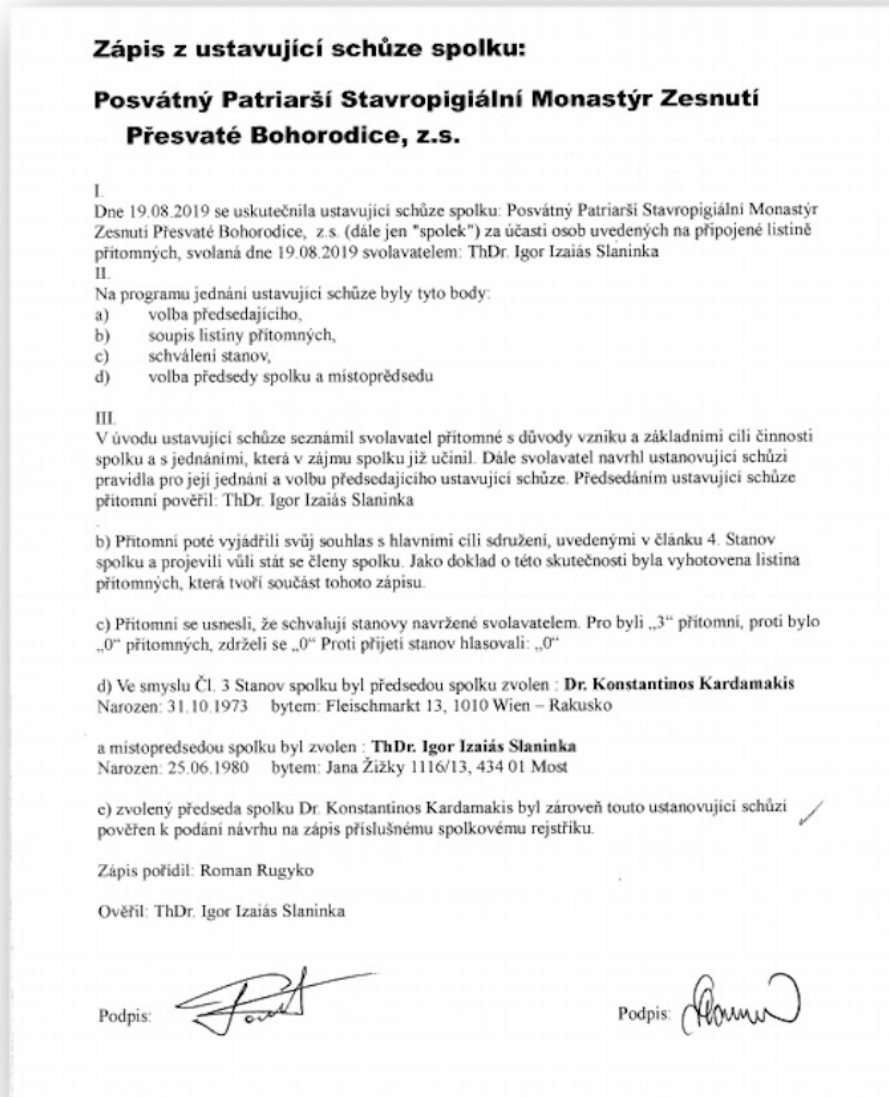 Zápis z ustavující schůze spolku:
Posvátný Patriarší Stavropigiální Monastýr Zesnutí
Přesvaté Bohorodice, z.s.
I.
Dne 19.08.2019 se uskutečnila ustavující schůze spolku: Posvátný Patriarší Stavropigiální Monastýr
Zesnutí Přesvaté Bohorodice, z.s. (dále jen "spolek") za účasti osob uvedených na připojené listině
přítomných, svolaná dne 19.08.2019 svolavatelem: ThDr. Igor Izaiás Slaninka
II.
Na programu jednání ustavující schůze byly tyto body:
a) volba předsedajícího,
b) soupis listiny přítomných,
c) schválení stanov,
d) volba předsedy spolku a místoprědsedu
III.
V úvodu ustavující schůze seznámil svolavatel přítomné s důvody vzniku a základními cíli činnosti
spolku a s jednáními, která v zájmu spolku již učinil. Dále svolavatel navrhl ustanovující schůzi
pravidla pro její jednání a volbu předsedajícího ustavující schůze. Předsedáním ustavující schůze
přítomní pověřil: ThDr. Igor Izaiás Slaninka
b) Přítomní poté vyjádřili svůj souhlas s hlavními cíli sdružení, uvedenými v článku 4. Stanov
spolku a projevili vůli stát se členy spolku. Jako doklad o této skutečnosti byla vyhotovena listina
přítomných, která tvoří součást tohoto zápisu.
c) Přítomní se usnesli, že schvalují stanovy navržené svolavatelem. Pro byli „3“ přítomní, proti bylo
„0“ přítomných, zdrželi se „0“ Proti přijetí stanov hlasovali: „0“
d) Ve smyslu Čl. 3 Stanov spolku byl předsedou spolku zvolen : Dr. Konstantinos Kardamakis
Narozen: 31.10.1973 bytem: Fleischmarkt 13, 1010 Wien – Rakusko
a místopredsedou spolku byl zvolen : ThDr. Igor Izaiás Slaninka
Narozen: 25.06.1980 bytem: Jana Žižky 1116/13, 434 01 Most
e) zvolený předseda spolku Dr. Konstantinos Kardamakis byl zároveň touto ustanovující schůzí
pověřen k podání návrhu na zápis příslušnému spolkovému rejstříku.
Zápis pořídil: Roman Rugyko
Ověřil: ThDr. Igor Izaiás Slaninka
Podpis: Podpis: